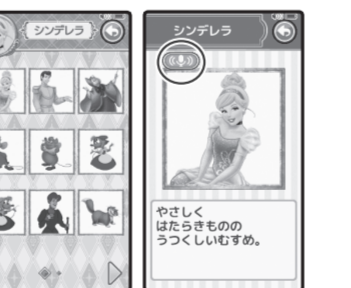 シンデレラ
シンデレラ
やさしく
はたらきものの
うつくしいむすめ。